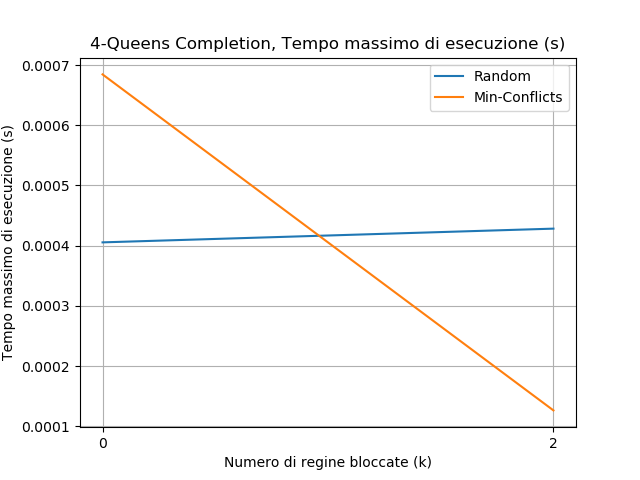 4-Queens Completion, Tempo massimo di esecuzione (s)
Random
Min-Conflicts
0.0007
0.0006
0.0005
0.0004
0.0003
0.0002
0.0001
Tempo massimo di esecuzione (s)
0
2
Numero di regine bloccate (k)